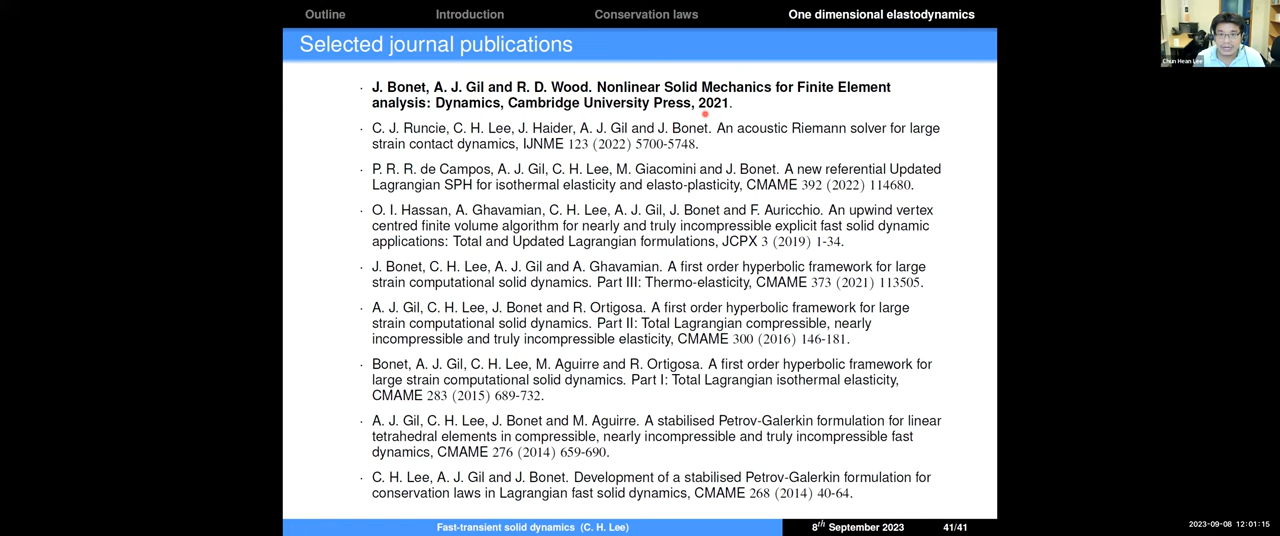 Outline Introduction Conservation laws One dimensional elastodynamics
Selected journal publications
Chun Hean Lee
· J. Bonet, A. J. Gil and R. D. Wood. Nonlinear Solid Mechanics for Finite Element
analysis: Dynamics, Cambridge University Press, 2021.
· C. J. Runcie, C. H. Lee, J. Haider, A. J. Gil and J. Bonet. An acoustic Riemann solver for large
strain contact dynamics, IJNME 123 (2022) 5700-5748.
· P. R. R. de Campos, A. J. Gil, C. H. Lee, M. Giacomini and J. Bonet. A new referential Updated
Lagrangian SPH for isothermal elasticity and elasto-plasticity, CMAME 392 (2022) 114680.
· O. I. Hassan, A. Ghavamian, C. H. Lee, A. J. Gil, J. Bonet and F. Auricchio. An upwind vertex
centred finite volume algorithm for nearly and truly incompressible explicit fast solid dynamic
applications: Total and Updated Lagrangian formulations, JCPX 3 (2019) 1-34.
· J. Bonet, C. H. Lee, A. J. Gil and A. Ghavamian. A first order hyperbolic framework for large
strain computational solid dynamics. Part III: Thermo-elasticity, CMAME 373 (2021) 113505.
· A. J. Gil, C. H. Lee, J. Bonet and R. Ortigosa. A first order hyperbolic framework for large
strain computational solid dynamics. Part II: Total Lagrangian compressible, nearly
incompressible and truly incompressible elasticity, CMAME 300 (2016) 146-181.
· Bonet, A. J. Gil, C. H. Lee, M. Aguirre and R. Ortigosa. A first order hyperbolic framework for
large strain computational solid dynamics. Part I: Total Lagrangian isothermal elasticity,
CMAME 283 (2015) 689-732.
· A. J. Gil, C. H. Lee, J. Bonet and M. Aguirre. A stabilised Petrov-Galerkin formulation for linear
tetrahedral elements in compressible, nearly incompressible and truly incompressible fast
dynamics, CMAME 276 (2014) 659-690.
· C. H. Lee, A. J. Gil and J. Bonet. Development of a stabilised Petrov-Galerkin formulation for
conservation laws in Lagrangian fast solid dynamics, CMAME 268 (2014) 40-64.
Fast-transient solid dynamics (C. H. Lee) 8th September 2023 41/41
2023-09-08 12:01:15